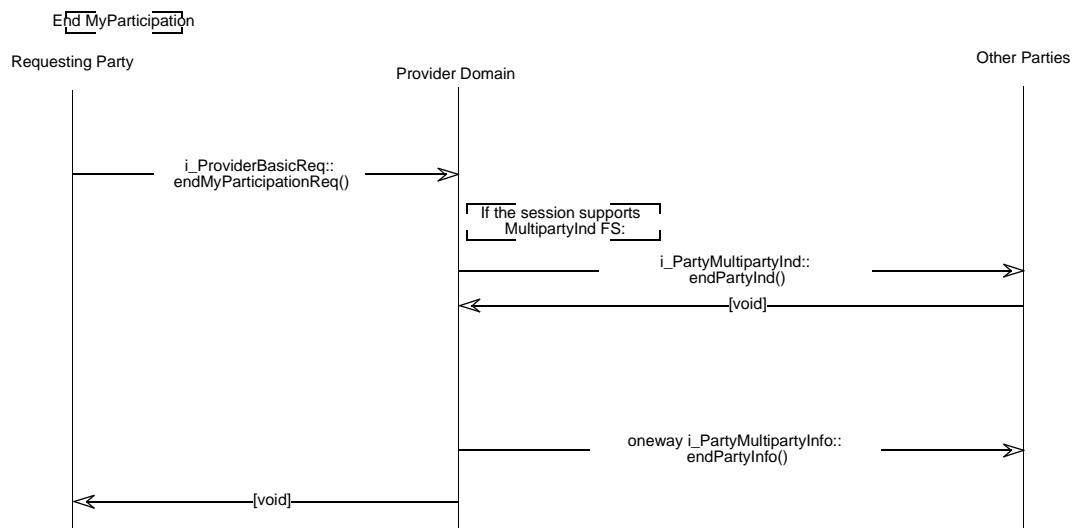 End MyParticipation
Requesting Party
Provider Domain
Other Parties
i_ProviderBasicReq::
endMyParticipationReq()
If the session supports
MultipartyInd FS:
i_PartyMultipartyInd::
endPartyInd()
[void]
oneway i_PartyMultipartyInfo::
endPartyInfo()
[void]